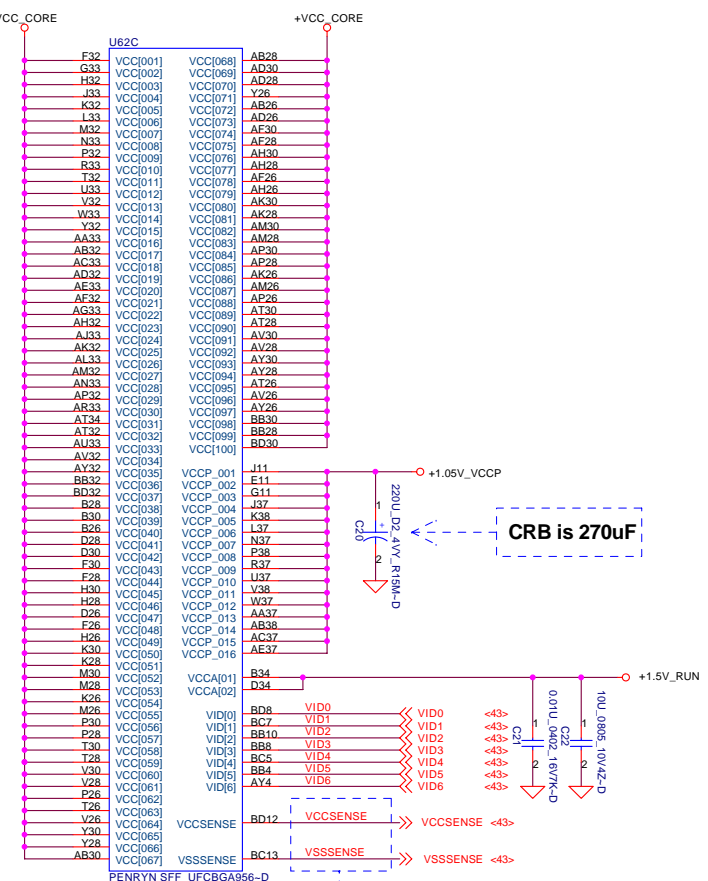 VCC_CORE +VCC_CORE
U62C
F32 VCC[001] VCC[068] AB28
G33 VCC[002] VCC[069] AD30
H32 VCC[003] VCC[070] AD28
J33 VCC[004] VCC[071] Y26
K32 VCC[005] VCC[072] AB26
L33 VCC[006] VCC[073] AD26
M32 VCC[007] VCC[074] AF30
N33 VCC[008] VCC[075] AF28
P32 VCC[009] VCC[076] AH30
R33 VCC[010] VCC[077] AH28
T32 VCC[011] VCC[078] AF26
U33 VCC[012] VCC[079] AH26
V32 VCC[013] VCC[080] AK30
W33 VCC[014] VCC[081] AK28
Y32 VCC[015] VCC[082] AM30
AA33 VCC[016] VCC[083] AM28
AB32 VCC[017] VCC[084] AP30
AC33 VCC[018] VCC[085] AP28
AD32 VCC[019] VCC[086] AK26
AE33 VCC[020] VCC[087] AM26
AF32 VCC[021] VCC[088] AP26
AG33 VCC[022] VCC[089] AT30
AH32 VCC[023] VCC[090] AT28
AJ33 VCC[024] VCC[091] AV30
AK32 VCC[025] VCC[092] AV28
AL33 VCC[026] VCC[093] AY30
AM32 VCC[027] VCC[094] AY28
AN33 VCC[028] VCC[095] AT26
AP32 VCC[029] VCC[096] AV26
AR33 VCC[030] VCC[097] AY26
AT34 VCC[031] VCC[098] BB30
AT32 VCC[032] VCC[099] BB28
AU33 VCC[033] VCC[100] BD30
AV32 VCC[034]
AY32 VCC[035] VCCP_001 J11 +1.05V_VCCP
BB32 VCC[036] VCCP_002 E11
BD32 VCC[037] VCCP_003 G11
B28 VCC[038] VCCP_004 J37
B30 VCC[039] VCCP_005 K38
B26 VCC[040] VCCP_006 L37
D28 VCC[041] VCCP_007 N37
D30 VCC[042] VCCP_008 P38
F30 VCC[043] VCCP_009 R37
F28 VCC[044] VCCP_010 U37
H30 VCC[045] VCCP_011 V38
H28 VCC[046] VCCP_012 W37
D26 VCC[047] VCCP_013 AA37
F26 VCC[048] VCCP_014 AB38
H26 VCC[049] VCCP_015 AC37
K30 VCC[050] VCCP_016 AE37
1
2
C20
+
220U_D2_4VY_R15M~D
CRB is 270uF
K28 VCC[051]
M30 VCC[052] VCCA[01] B34 +1.5V_RUN
M28 VCC[053] VCCA[02] D34
K26 VCC[054]
M26 VCC[055] VID[0] BD8 VID0 VID0 <43>
P30 VCC[056] VID[1] BC7 VID1 VID1 <43>
P28 VCC[057] VID[2] BB10 VID2 VID2 <43>
T30 VCC[058] VID[3] BB8 VID3 VID3 <43>
T28 VCC[059] VID[4] BC5 VID4 VID4 <43>
V30 VCC[060] VID[5] BB4 VID5 VID5 <43>
V28 VCC[061] VID[6] AY4 VID6 VID6 <43>
1
2
C21
0.01U_0402_16V7K~D
1
2
C22
10U_0805_10V4Z~D
P26 VCC[062]
T26 VCC[063]
V26 VCC[064] VCCSENSE BD12 VCCSENSE VCCSENSE <43>
Y30 VCC[065]
Y28 VCC[066]
AB30 VCC[067] VSSSENSE BC13 VSSSENSE VSSSENSE <43>
PENRYN SFF_UFCBGA956~D